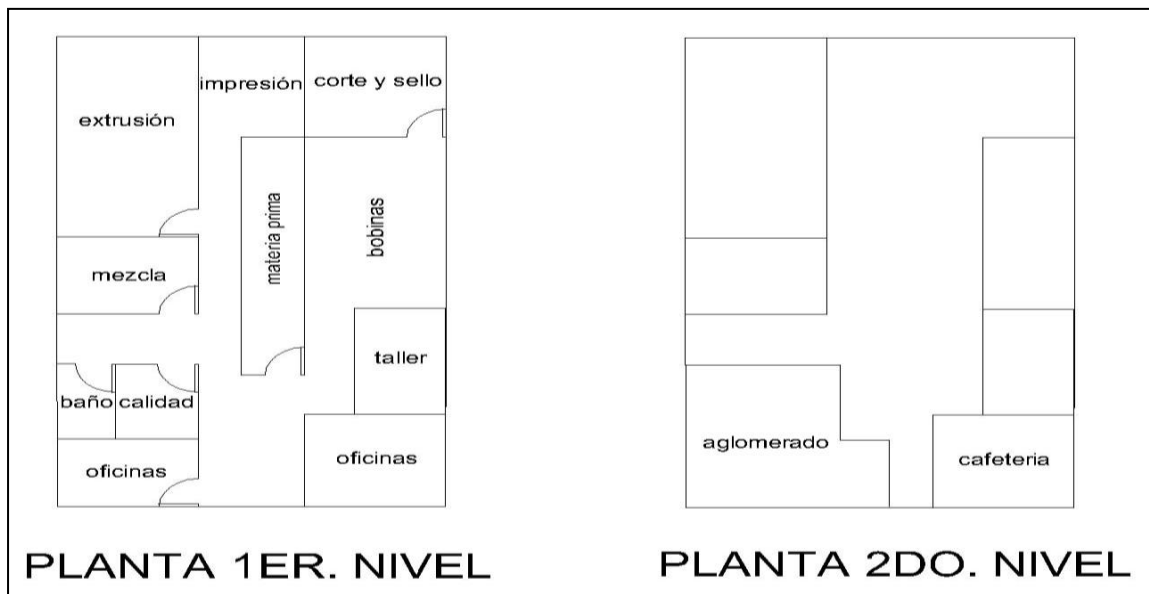 impresión
corte y sello
extrusión
materia prima
bobinas
mezcla
taller
baño
calidad
oficinas
oficinas
PLANTA 1ER. NIVEL
aglomerado
cafeteria
PLANTA 2DO. NIVEL